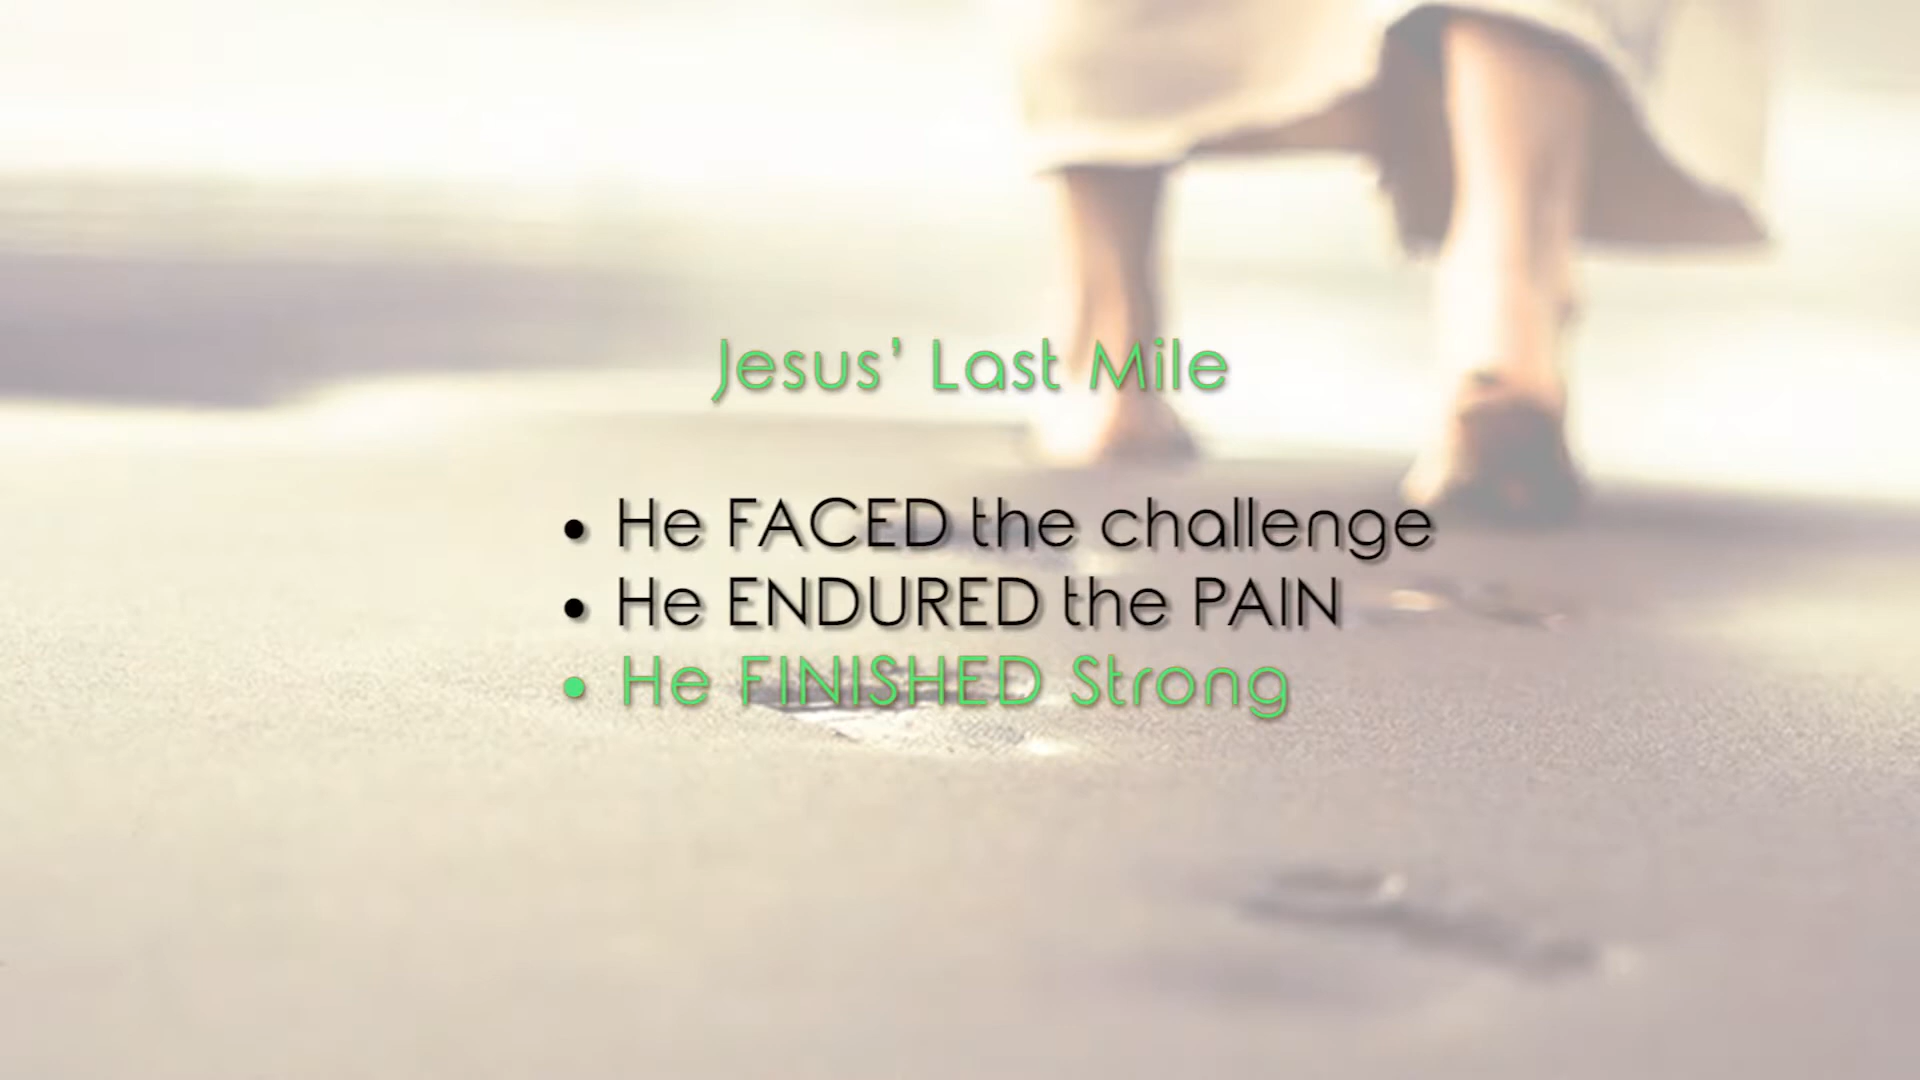 Jesus’ Last Mile
• He FACED the challenge
• He ENDURED the PAIN
• He FINISHED Strong